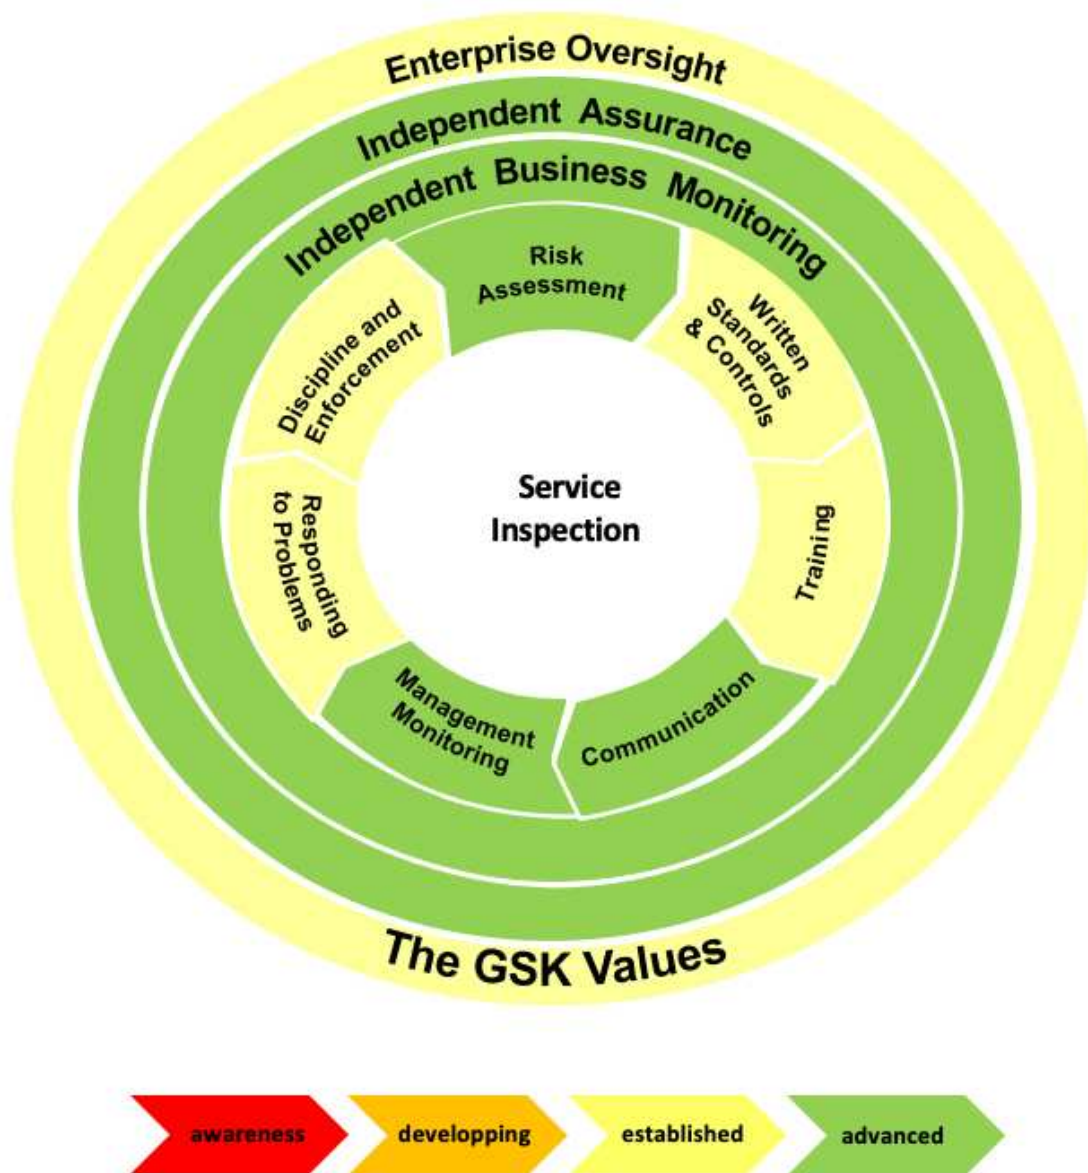 Enterprise Oversight
Independent Assurance
Independent Business Monitoring
Risk
Assessment
Written
Standards
& Controls
Discipline and
Enforcement
Service
Inspection
Training
Responding
to Problems
Management
Monitoring
Communication
The GSK Values
awareness
developping
established
advanced